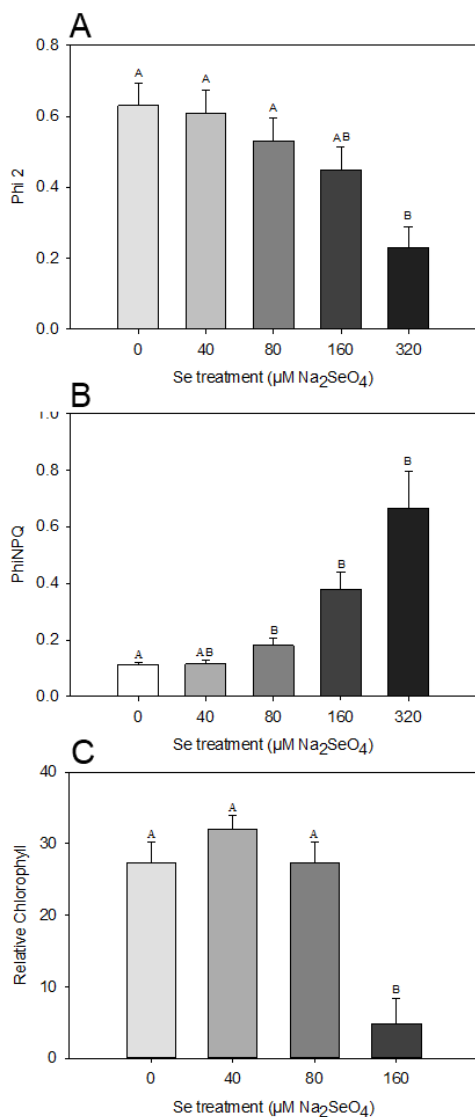 A
0.8
0.6
0.4
0.2
0.0
Phi 2
A
A
A
AB
B
0
40
80
160
320
Se treatment (µM Na2SeO4)
B
1.0
0.8
0.6
0.4
0.2
0.0
PhiNPQ
A
AB
B
B
B
0
40
80
160
320
Se treatment (µM Na2SeO4)
C
40
30
20
10
0
Relative Chlorophyll
A
A
A
B
0
40
80
160
Se treatment (µM Na2SeO4)